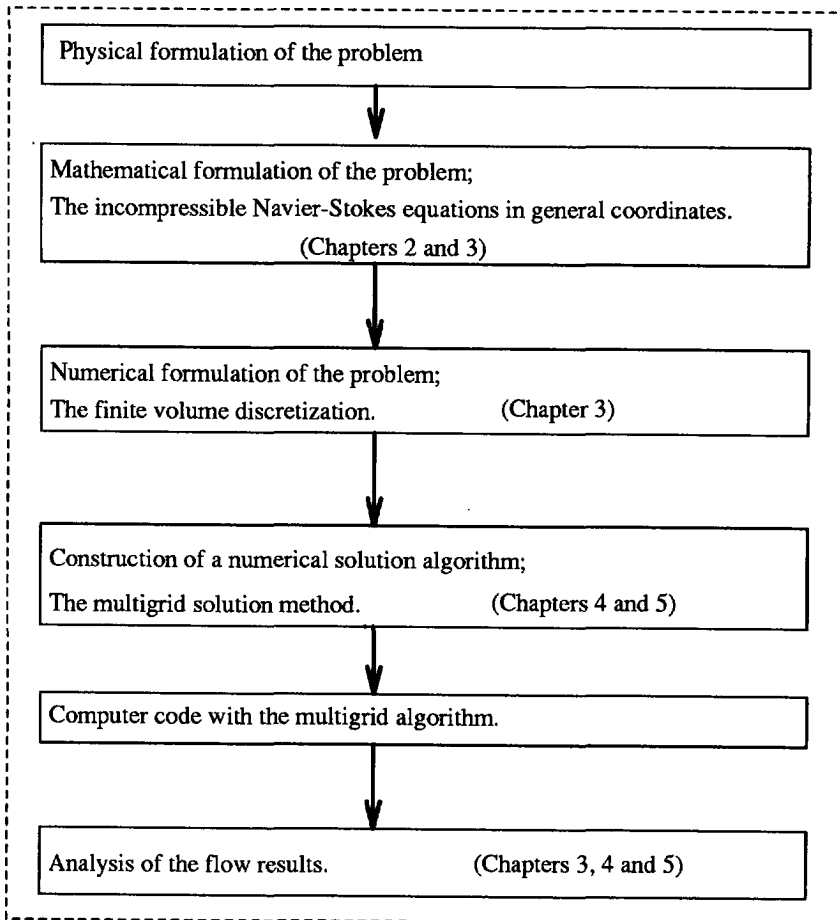 Physical formulation of the problem
Mathematical formulation of the problem;
The incompressible Navier-Stokes equations in general coordinates.
(Chapters 2 and 3)
Numerical formulation of the problem;
The finite volume discretization. (Chapter 3)
Construction of a numerical solution algorithm;
The multigrid solution method. (Chapters 4 and 5)
Computer code with the multigrid algorithm.
Analysis of the flow results. (Chapters 3, 4 and 5)